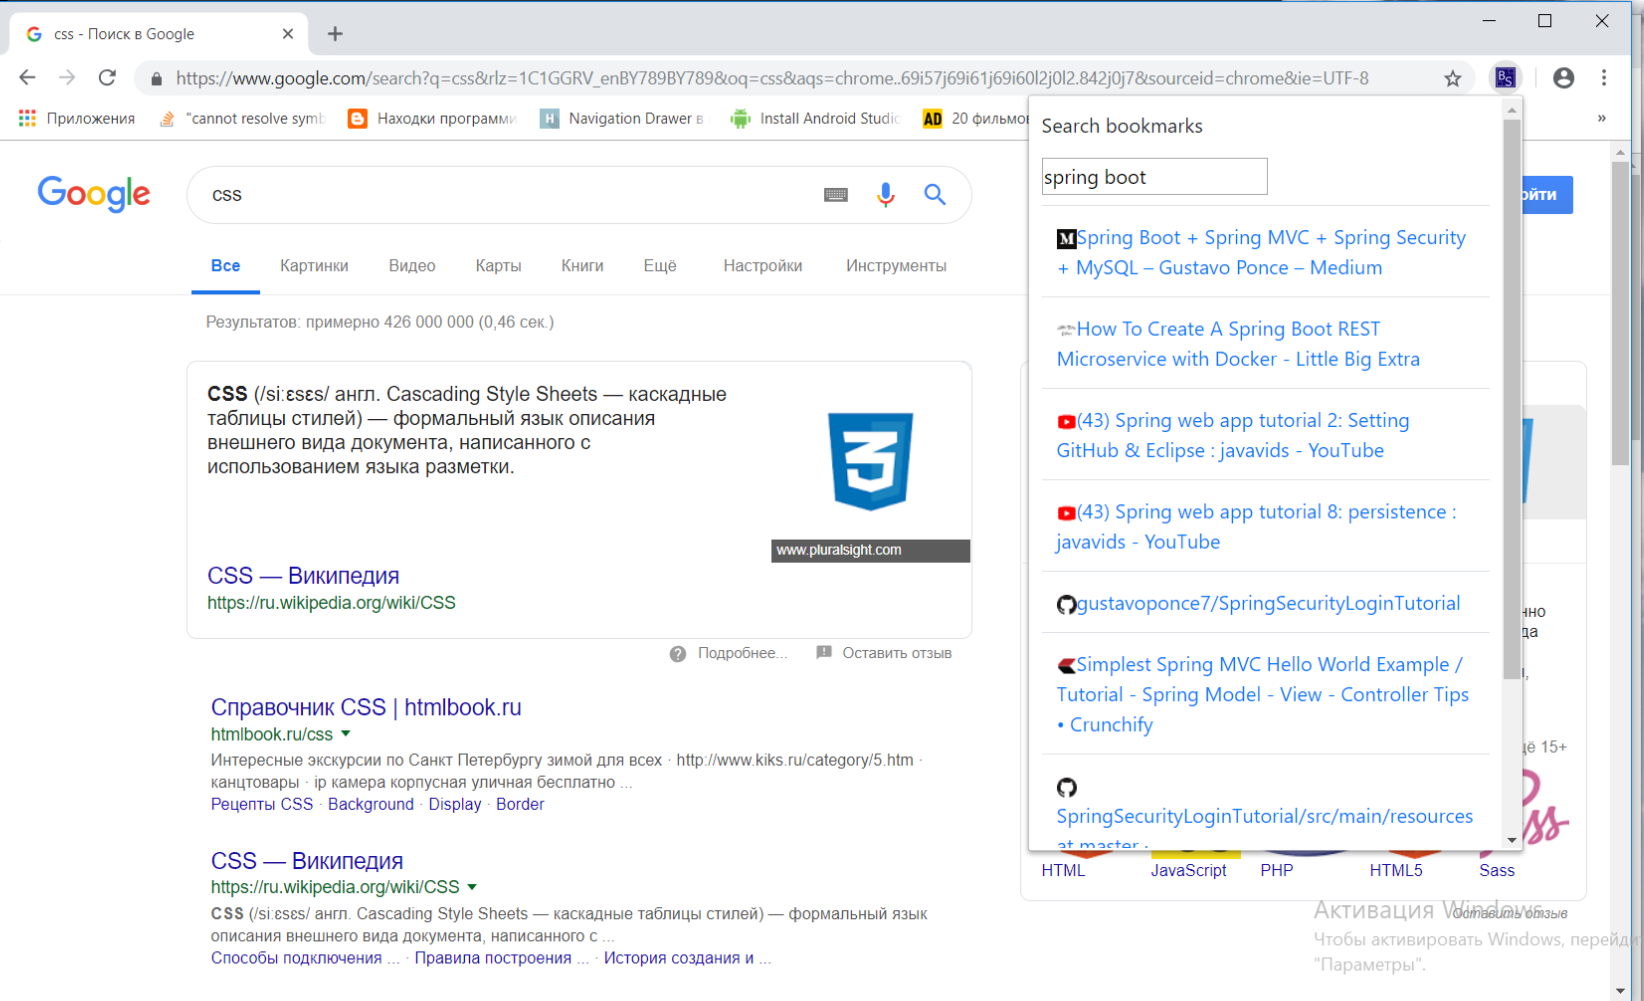 css - Поиск в Google
https://www.google.com/search?q=css&rlz=1C1GGRV_enBY789BY789&oq=css&aqs=chrome..69i57j69i61j69i60l2j0l2.842j0j7&sourceid=chrome&ie=UTF-8
BS
Приложения
"cannot resolve symb
Находки программи
H Navigation Drawer в
Install Android Studio
AD 20 фильмов
»
Search bookmarks
spring boot
Spring Boot + Spring MVC + Spring Security
+ MySQL – Gustavo Ponce – Medium
How To Create A Spring Boot REST
Microservice with Docker - Little Big Extra
(43) Spring web app tutorial 2: Setting
GitHub & Eclipse : javavids - YouTube
(43) Spring web app tutorial 8: persistence :
javavids - YouTube
gustavoponce7/SpringSecurityLoginTutorial
Simplest Spring MVC Hello World Example /
Tutorial - Spring Model - View - Controller Tips
• Crunchify
SpringSecurityLoginTutorial/src/main/resources
at master ·
Google
css
ойти
Все
Картинки
Видео
Карты
Книги
Ещё
Настройки
Инструменты
Результатов: примерно 426 000 000 (0,46 сек.)
CSS (/siːɛsɛs/ англ. Cascading Style Sheets — каскадные
таблицы стилей) — формальный язык описания
внешнего вида документа, написанного с
использованием языка разметки.
3
www.pluralsight.com
CSS — Википедия
https://ru.wikipedia.org/wiki/CSS
Подробнее...
Оставить отзыв
Справочник CSS | htmlbook.ru
htmlbook.ru/css
Интересные экскурсии по Санкт Петербургу зимой для всех · http://www.kiks.ru/category/5.htm ·
канцтовары · ip камера корпусная уличная бесплатно ...
Рецепты CSS · Background · Display · Border
CSS — Википедия
https://ru.wikipedia.org/wiki/CSS
CSS (/siːɛsɛs/ англ. Cascading Style Sheets — каскадные таблицы стилей) — формальный язык
описания внешнего вида документа, написанного с ...
Способы подключения ... · Правила построения ... · История создания и ...
нно
да
щё 15+
HTML
JavaScript
PHP
HTML5
Sass
Оставить отзыв
Активация Windows
Чтобы активировать Windows, перейди
"Параметры".